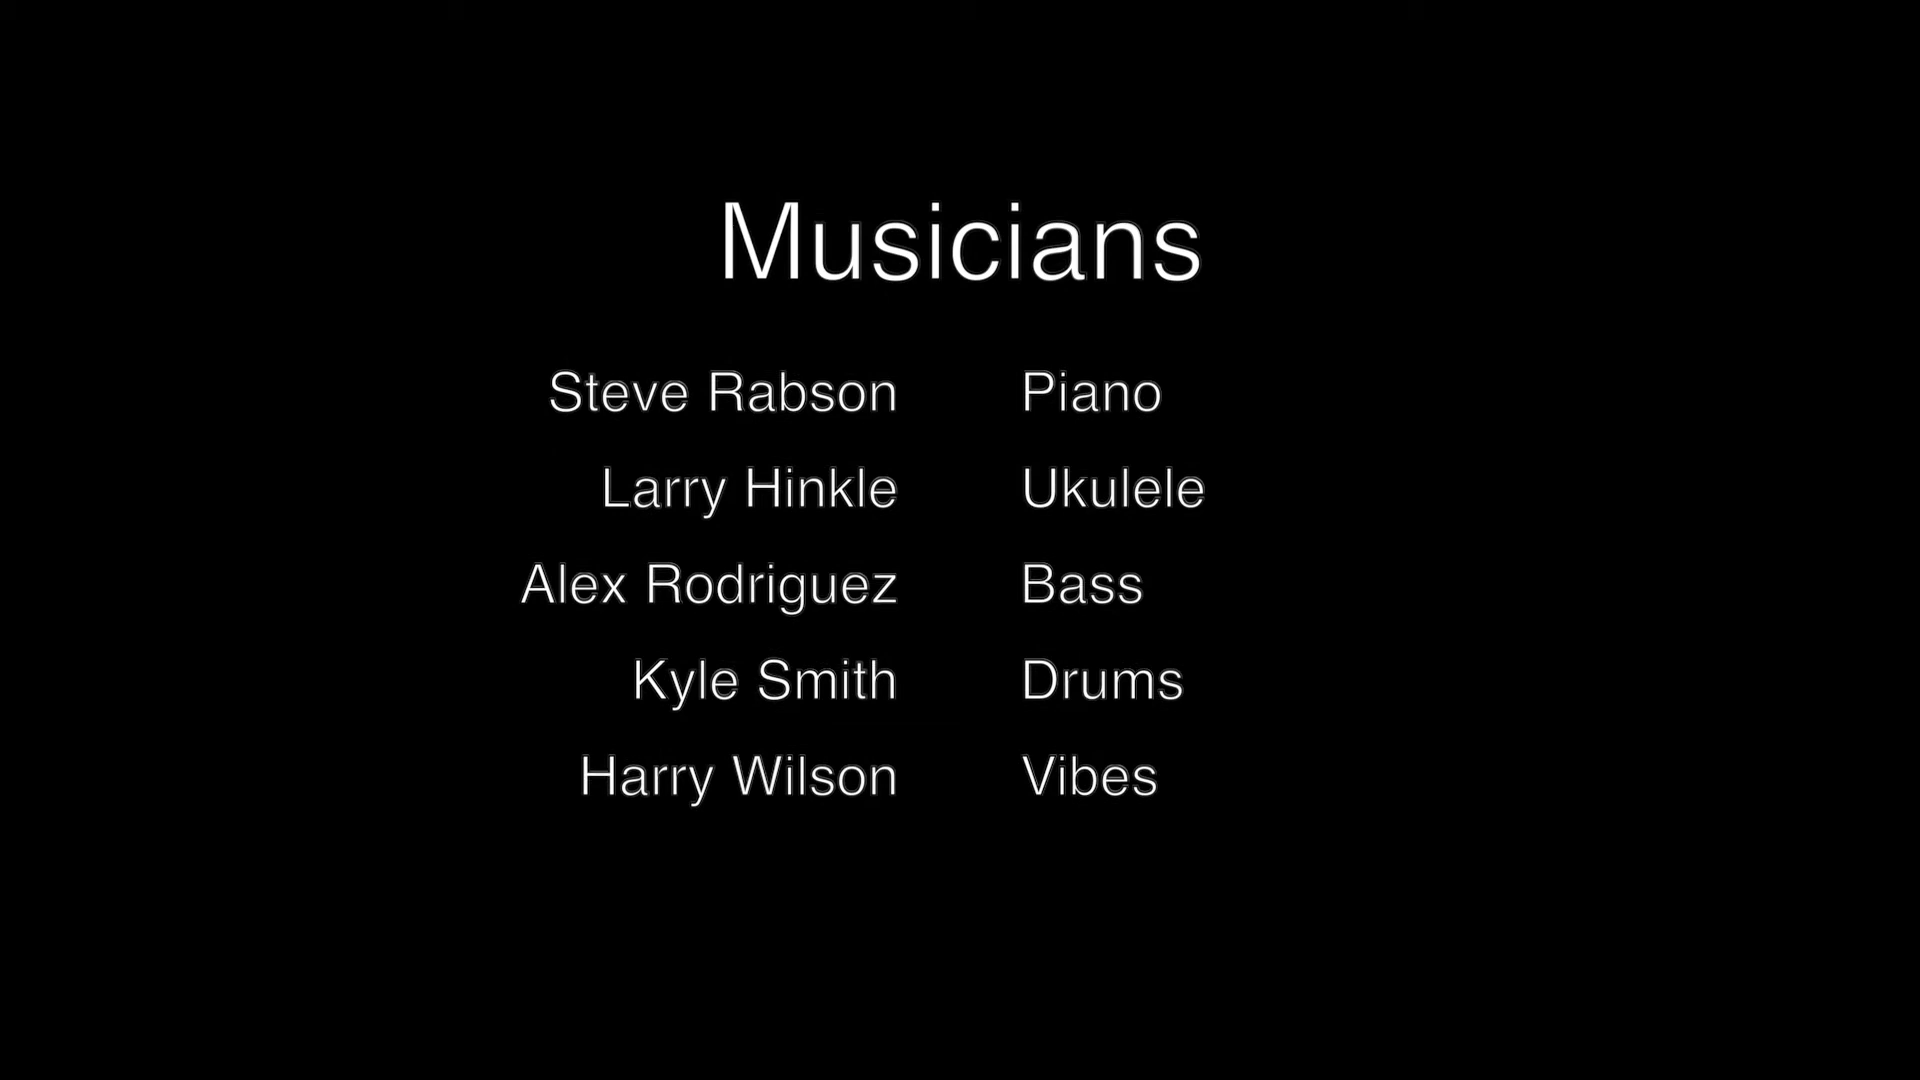 Musicians
Steve Rabson Piano
Larry Hinkle Ukulele
Alex Rodriguez Bass
Kyle Smith Drums
Harry Wilson Vibes